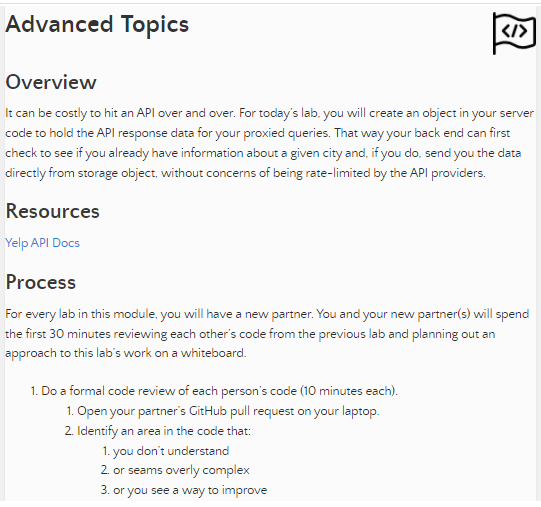 Advanced Topics
</>
Overview
It can be costly to hit an API over and over. For today's lab, you will create an object in your server
code to hold the API response data for your proxied queries. That way your back end can first
check to see if you already have information about a given city and, if you do, send you the data
directly from storage object, without concerns of being rate-limited by the API providers.
Resources
Yelp API Docs
Process
For every lab in this module, you will have a new partner. You and your new partner(s) will spend
the first 30 minutes reviewing each other's code from the previous lab and planning out an
approach to this lab's work on a whiteboard.
1. Do a formal code review of each person's code (10 minutes each).
1. Open your partner's GitHub pull request on your laptop.
2. Identify an area in the code that:
1. you don't understand
2. or seams overly complex
3. or you see a way to improve